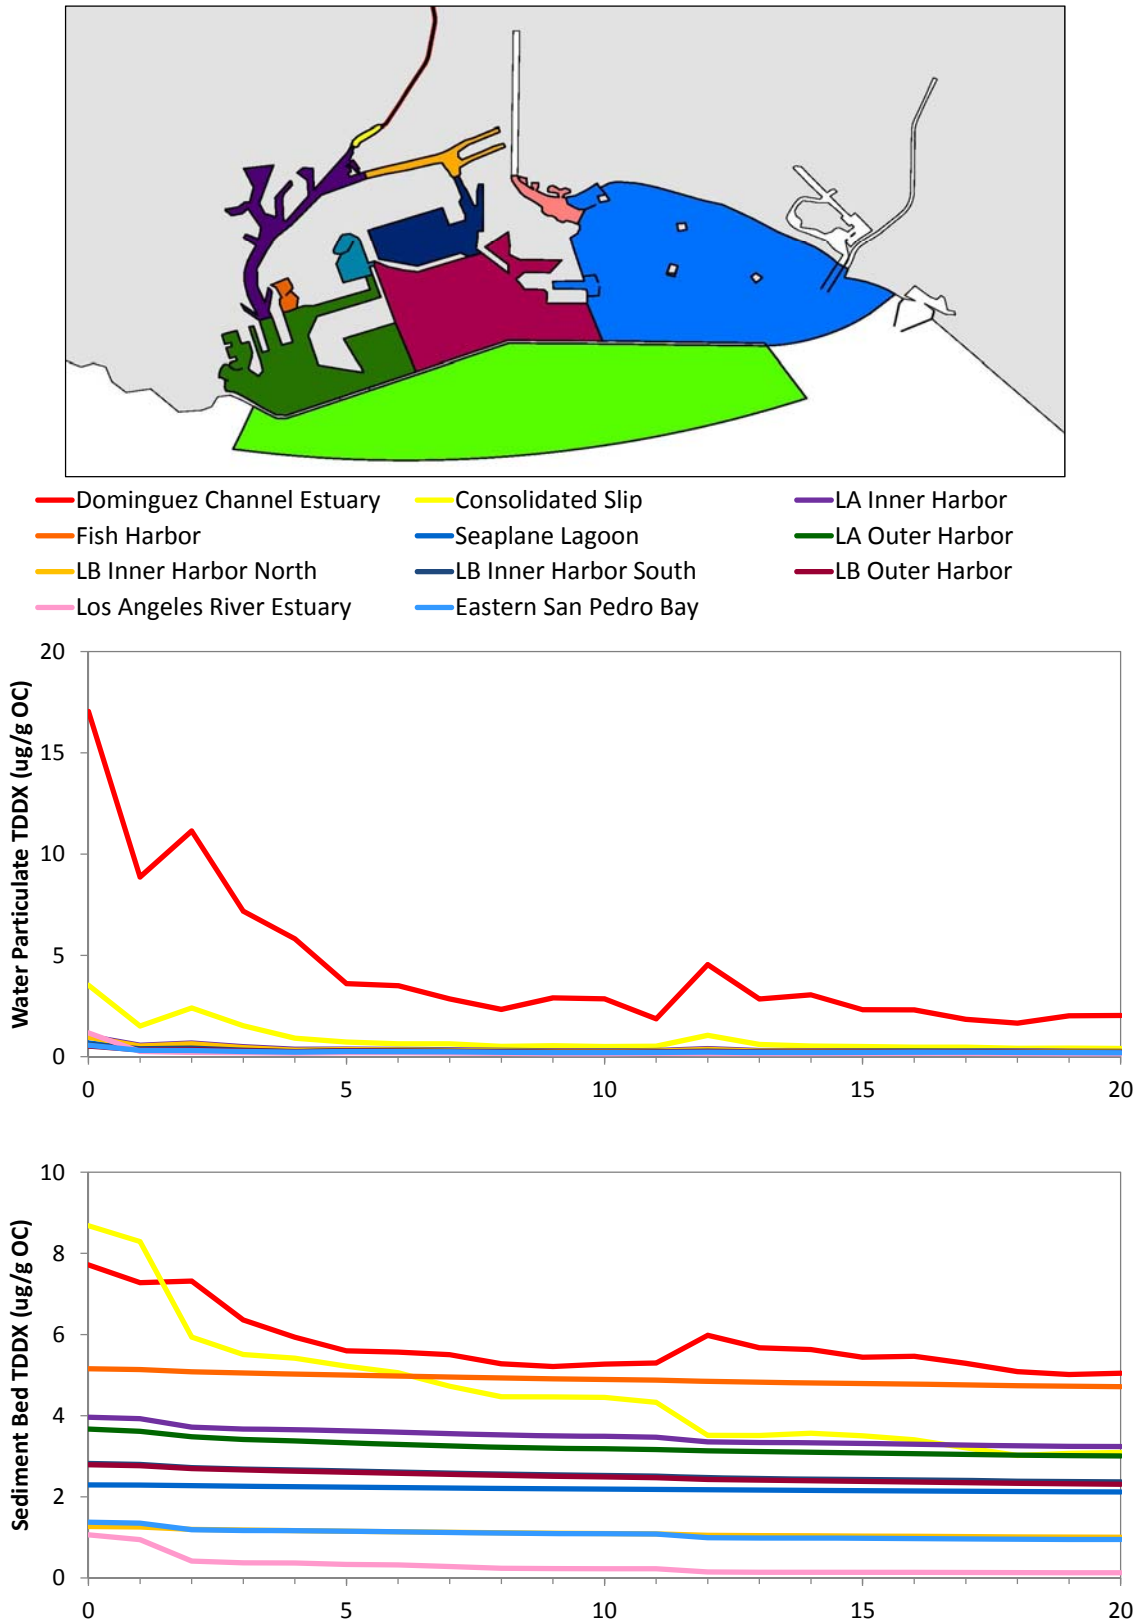 Dominguez Channel Estuary Consolidated Slip LA Inner Harbor
Fish Harbor Seaplane Lagoon LA Outer Harbor
LB Inner Harbor North LB Inner Harbor South LB Outer Harbor
Los Angeles River Estuary Eastern San Pedro Bay
Water Particulate TDDX (ug/g OC)
20
15
10
5
0
0 5 10 15 20
Sediment Bed TDDX (ug/g OC)
10
8
6
4
2
0
0 5 10 15 20